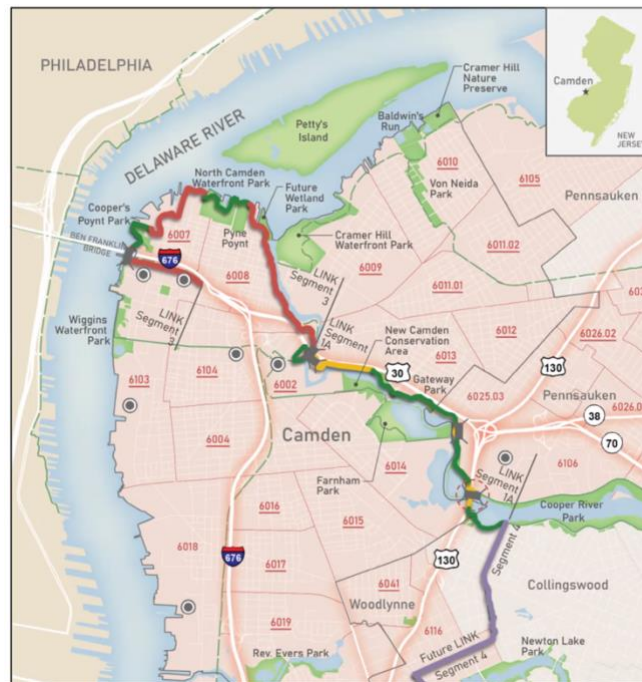 PHILADELPHIA
DELAWARE RIVER
Petty's
Island
Cramer Hill
Nature
Preserve
Baldwin's
Run
Camden
NEW
6010
6105
Pennsauken
Von Neida
Park
North Camden
Waterfront Park
Future
Wetland
Park
Cooper's
Poynt Park
Pyne
Poynt
Cramer Hill
Waterfront Park
6007
BEN FRANKLIN
BRIDGE
676
6008
LINK
Segment
3
6009
6011.02
6011.01
LINK
Segment
3
Wiggins
Waterfront
Park
LINK
Segment
1A
New Camden
Conservation
Area
6012
6026.02
130
6103
6104
6002
30
6013
Gateway
Park
6025.03
Pennsauken
38
70
Camden
6004
Farnham
Park
6014
LINK
Segment
1A
6106
Cooper River
Park
6016
6015
6018
6017
676
130
Segment 4
6041
Woodlynne
Collingswood
6019
6116
Rev. Evers Park
Future LINK
Segment 4
Newton Lake
Park